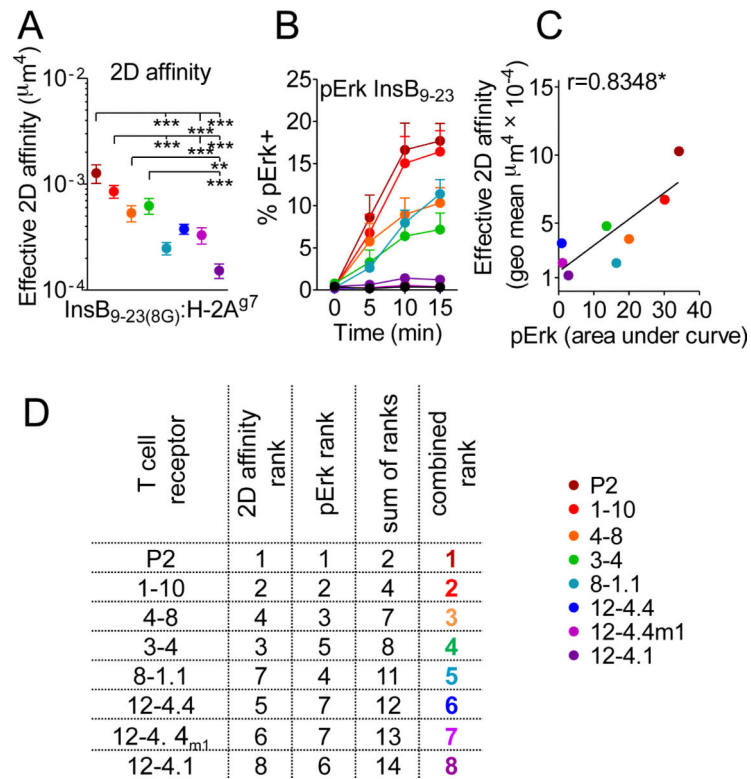 A
2D affinity
Effective 2D affinity (µm⁴)
10⁻²
10⁻³
10⁻⁴
*** ***
***
*** ***
***
**
***
InsB₉₋₂₃₍₈G₎:H-2Aᵍ⁷
B
pErk InsB₉₋₂₃
% pErk+
25
20
15
10
5
0
0 5 10 15
Time (min)
C
r=0.8348*
Effective 2D affinity
(geo mean µm⁴ × 10⁻⁴)
15
10
5
1
0 10 20 30 40
pErk (area under curve)
D
T cell receptor | 2D affinity rank | pErk rank | sum of ranks | combined rank
P2 1 1 2 1
1-10 2 2 4 2
4-8 4 3 7 3
3-4 3 5 8 4
8-1.1 7 4 11 5
12-4.4 5 7 12 6
12-4. 4ₘ₁ 6 7 13 7
12-4.1 8 6 14 8
P2
1-10
4-8
3-4
8-1.1
12-4.4
12-4.4m1
12-4.1